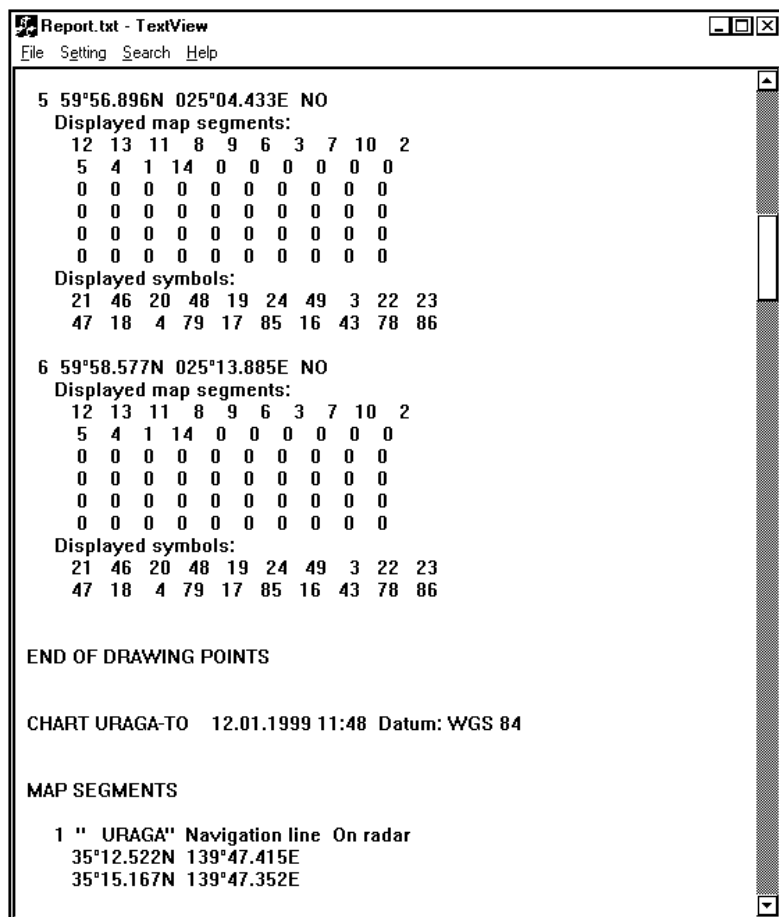 Report.txt - TextView
File Setting Search Help
5 59°56.896N 025°04.433E NO
Displayed map segments:
12 13 11 8 9 6 3 7 10 2
5 4 1 14 0 0 0 0 0 0
0 0 0 0 0 0 0 0 0 0
0 0 0 0 0 0 0 0 0 0
0 0 0 0 0 0 0 0 0 0
0 0 0 0 0 0 0 0 0 0
Displayed symbols:
21 46 20 48 19 24 49 3 22 23
47 18 4 79 17 85 16 43 78 86
6 59°58.577N 025°13.885E NO
Displayed map segments:
12 13 11 8 9 6 3 7 10 2
5 4 1 14 0 0 0 0 0 0
0 0 0 0 0 0 0 0 0 0
0 0 0 0 0 0 0 0 0 0
0 0 0 0 0 0 0 0 0 0
0 0 0 0 0 0 0 0 0 0
Displayed symbols:
21 46 20 48 19 24 49 3 22 23
47 18 4 79 17 85 16 43 78 86
END OF DRAWING POINTS
CHART URAGA-TO 12.01.1999 11:48 Datum: WGS 84
MAP SEGMENTS
1 " URAGA" Navigation line On radar
35°12.522N 139°47.415E
35°15.167N 139°47.352E